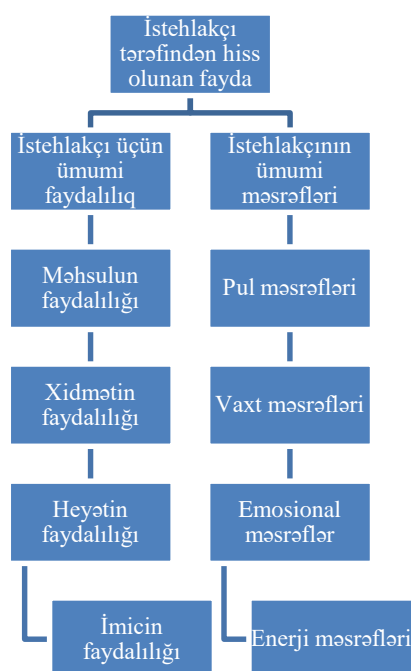 İstehlakçı
tərəfindən hiss
olunan fayda
İstehlakçı üçün
ümumi
faydalılıq
Məhsulun
faydalılığı
Xidmətin
faydalılığı
Heyətin
faydalılığı
İmicin
faydalılığı
İstehlakçının
ümumi
məsrəfləri
Pul məsrəfləri
Vaxt məsrəfləri
Emosional
məsrəflər
Enerji məsrəfləri